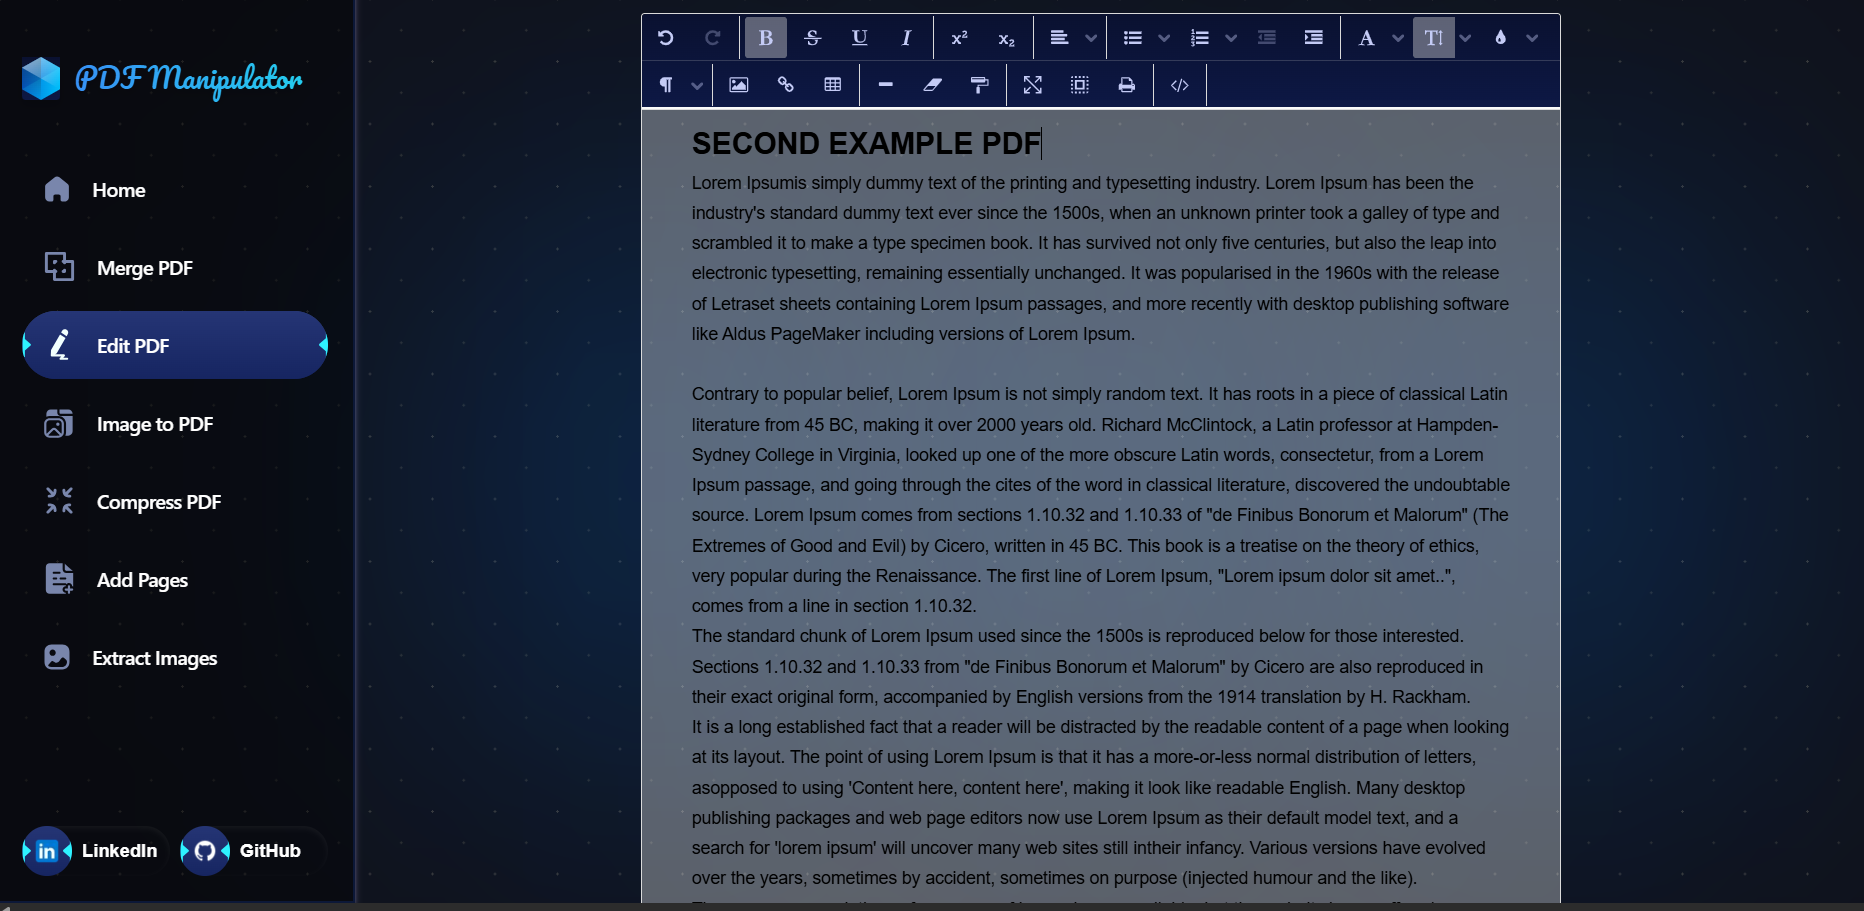 PDF Manipulator
Home
Merge PDF
Edit PDF
Image to PDF
Compress PDF
Add Pages
Extract Images
in LinkedIn
GitHub
B S U I x² x₂ A T
¶ </>
SECOND EXAMPLE PDF
Lorem Ipsumis simply dummy text of the printing and typesetting industry. Lorem Ipsum has been the
industry's standard dummy text ever since the 1500s, when an unknown printer took a galley of type and
scrambled it to make a type specimen book. It has survived not only five centuries, but also the leap into
electronic typesetting, remaining essentially unchanged. It was popularised in the 1960s with the release
of Letraset sheets containing Lorem Ipsum passages, and more recently with desktop publishing software
like Aldus PageMaker including versions of Lorem Ipsum.
Contrary to popular belief, Lorem Ipsum is not simply random text. It has roots in a piece of classical Latin
literature from 45 BC, making it over 2000 years old. Richard McClintock, a Latin professor at Hampden-
Sydney College in Virginia, looked up one of the more obscure Latin words, consectetur, from a Lorem
Ipsum passage, and going through the cites of the word in classical literature, discovered the undoubtable
source. Lorem Ipsum comes from sections 1.10.32 and 1.10.33 of "de Finibus Bonorum et Malorum" (The
Extremes of Good and Evil) by Cicero, written in 45 BC. This book is a treatise on the theory of ethics,
very popular during the Renaissance. The first line of Lorem Ipsum, "Lorem ipsum dolor sit amet..",
comes from a line in section 1.10.32.
The standard chunk of Lorem Ipsum used since the 1500s is reproduced below for those interested.
Sections 1.10.32 and 1.10.33 from "de Finibus Bonorum et Malorum" by Cicero are also reproduced in
their exact original form, accompanied by English versions from the 1914 translation by H. Rackham.
It is a long established fact that a reader will be distracted by the readable content of a page when looking
at its layout. The point of using Lorem Ipsum is that it has a more-or-less normal distribution of letters,
asopposed to using 'Content here, content here', making it look like readable English. Many desktop
publishing packages and web page editors now use Lorem Ipsum as their default model text, and a
search for 'lorem ipsum' will uncover many web sites still intheir infancy. Various versions have evolved
over the years, sometimes by accident, sometimes on purpose (injected humour and the like).